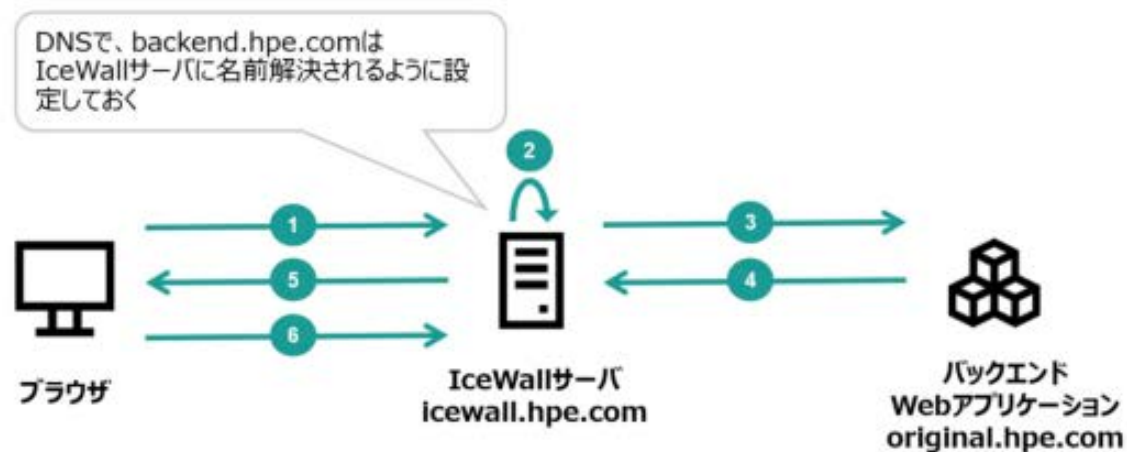 DNSで、backend.hpe.comは
IceWallサーバに名前解決されるように設
定しておく
2
1
3
5
4
6
ブラウザ
IceWallサーバ
icewall.hpe.com
バックエンド
Webアプリケーション
original.hpe.com